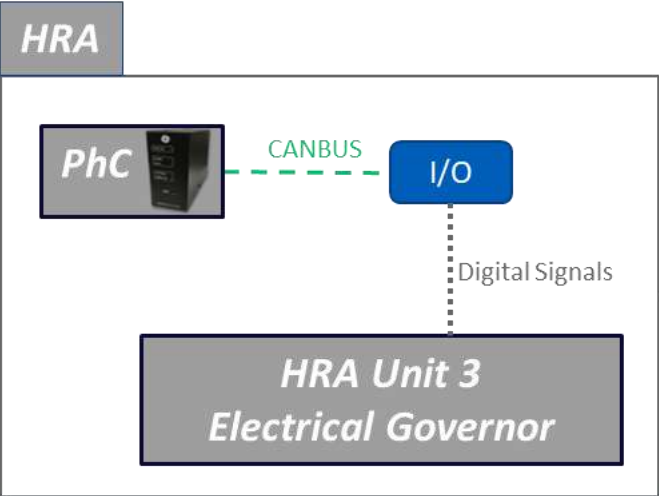 HRA
PhC
CANBUS
I/O
Digital Signals
HRA Unit 3
Electrical Governor